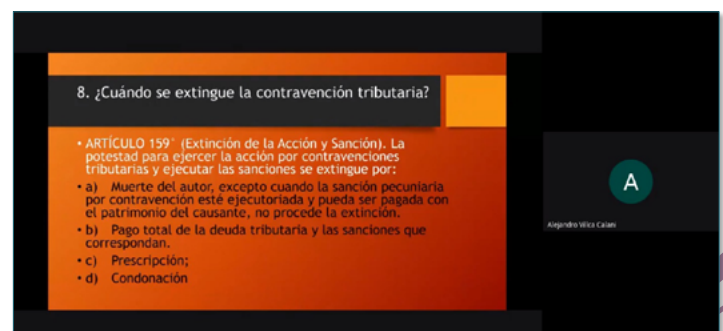 8. ¿Cuándo se extingue la contravención tributaria?
• ARTÍCULO 159° (Extinción de la Acción y Sanción). La
potestad para ejercer la acción por contravenciones
tributarias y ejecutar las sanciones se extingue por:
• a) Muerte del autor, excepto cuando la sanción pecuniaria
por contravención esté ejecutoriada y pueda ser pagada con
el patrimonio del causante, no procede la extinción.
• b) Pago total de la deuda tributaria y las sanciones que
correspondan.
• c) Prescripción;
• d) Condonación
A
Alejandro Vilca Calani